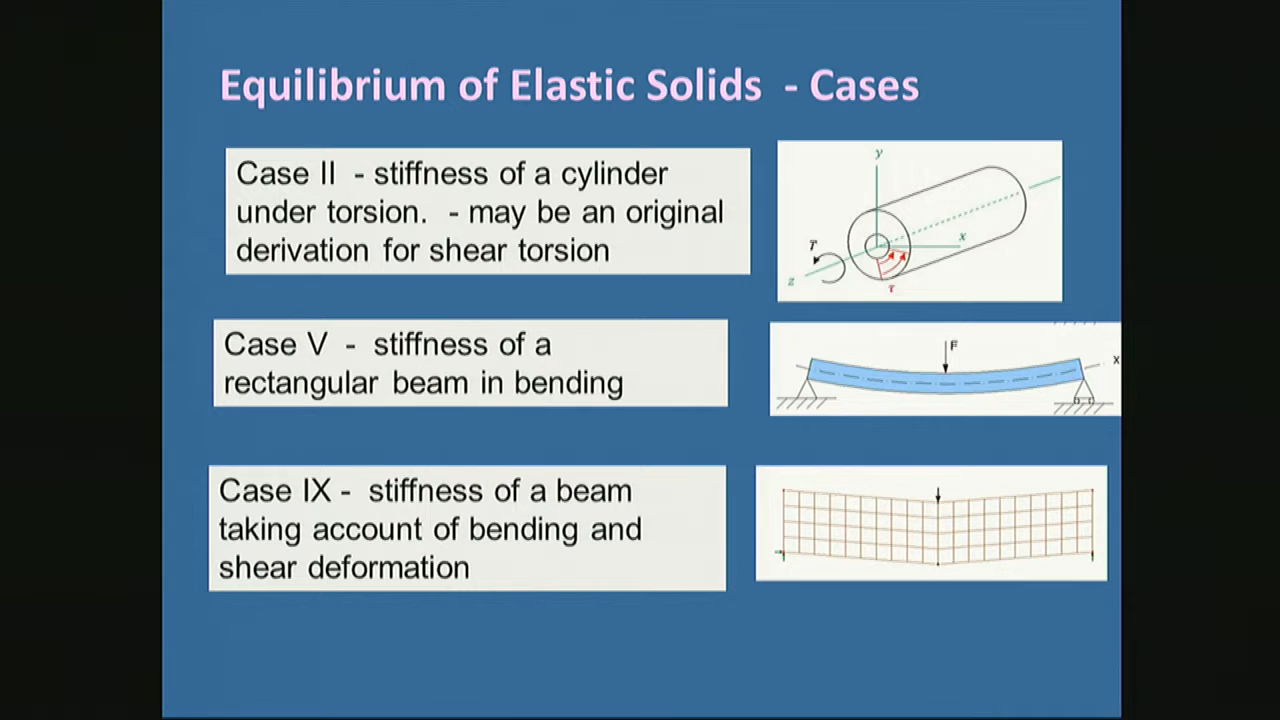 Equilibrium of Elastic Solids - Cases
Case II - stiffness of a cylinder
under torsion. - may be an original
derivation for shear torsion
y
x
T
z
τ
Case V - stiffness of a
rectangular beam in bending
F
X
Case IX - stiffness of a beam
taking account of bending and
shear deformation